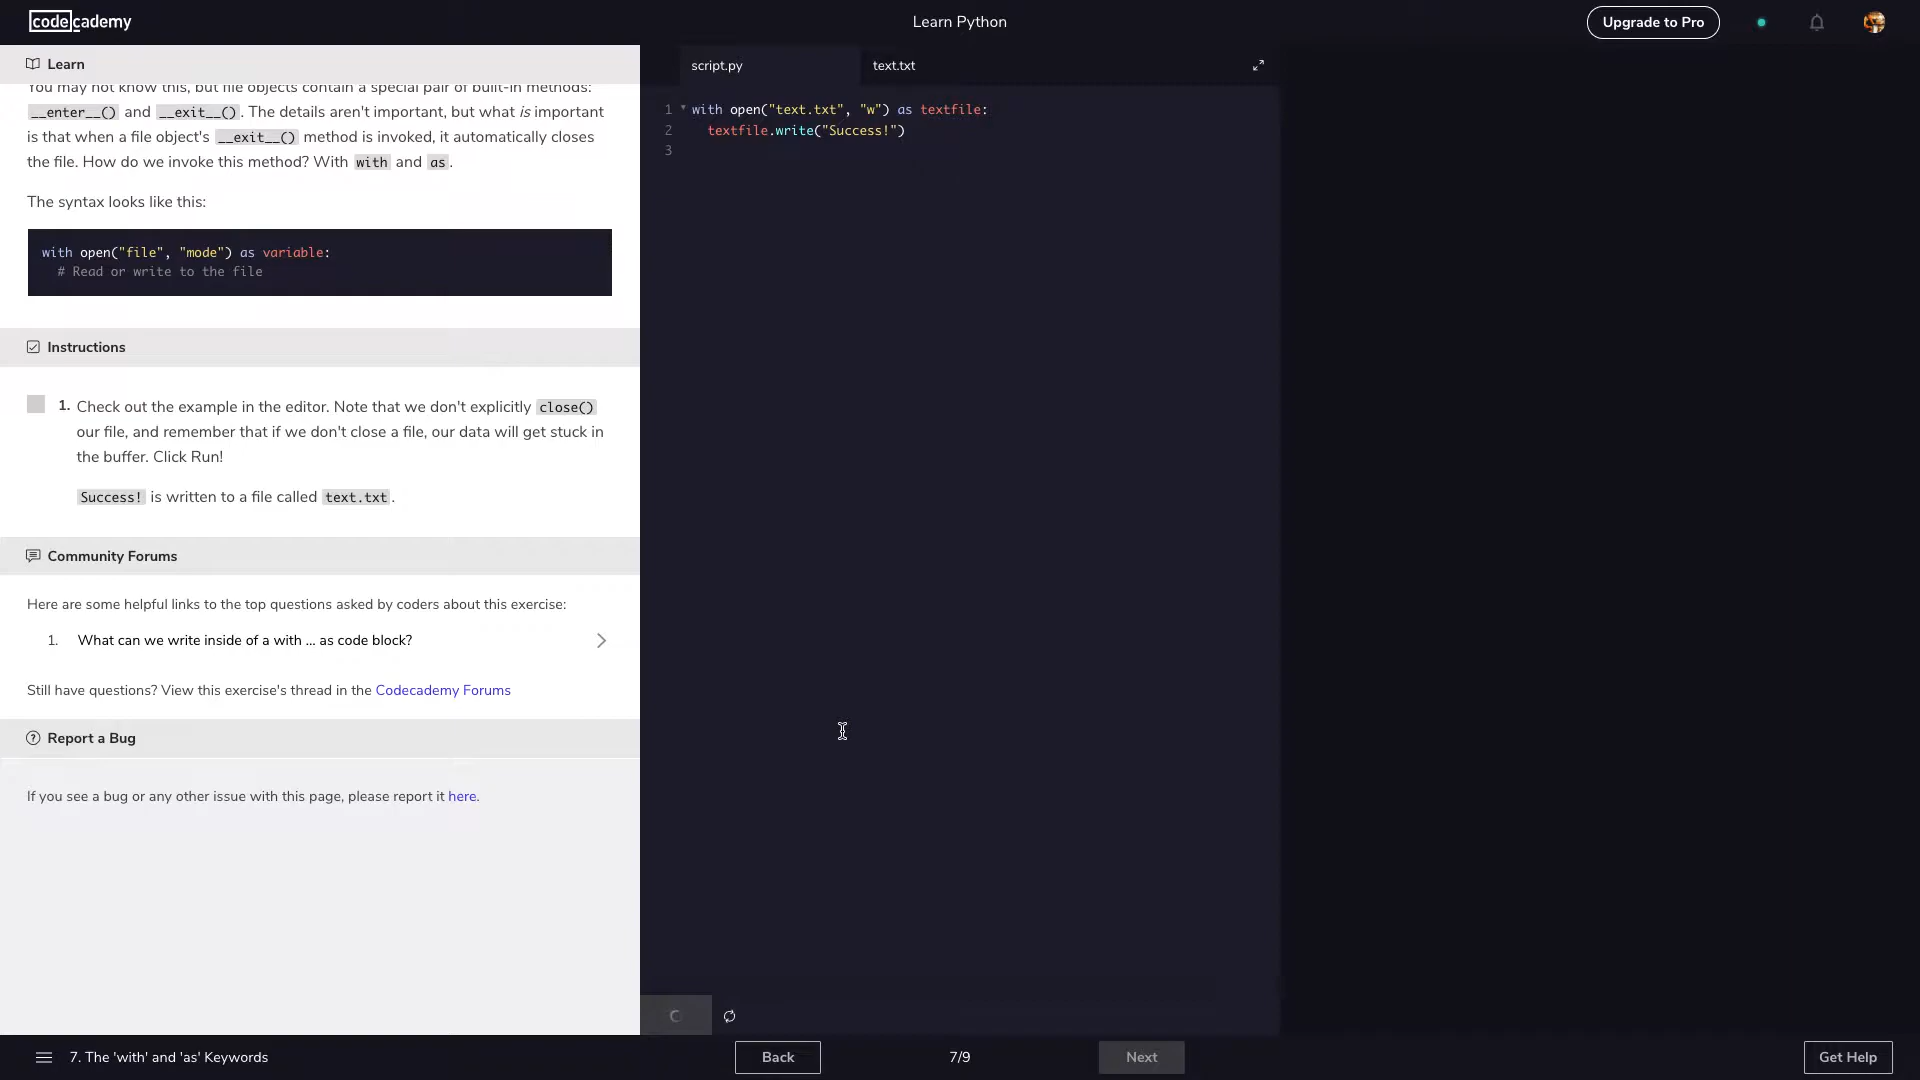 codecademy
Learn Python
Upgrade to Pro
Learn
You may not know this, but file objects contain a special pair of built-in methods:
__enter__() and __exit__(). The details aren't important, but what is important
is that when a file object's __exit__() method is invoked, it automatically closes
the file. How do we invoke this method? With with and as.
The syntax looks like this:
with open("file", "mode") as variable:
# Read or write to the file
Instructions
1. Check out the example in the editor. Note that we don't explicitly close()
our file, and remember that if we don't close a file, our data will get stuck in
the buffer. Click Run!
Success! is written to a file called text.txt.
Community Forums
Here are some helpful links to the top questions asked by coders about this exercise:
1. What can we write inside of a with ... as code block?
Still have questions? View this exercise's thread in the Codecademy Forums
Report a Bug
If you see a bug or any other issue with this page, please report it here.
script.py
text.txt
1 with open("text.txt", "w") as textfile:
2 textfile.write("Success!")
3
7. The 'with' and 'as' Keywords
Back
7/9
Next
Get Help